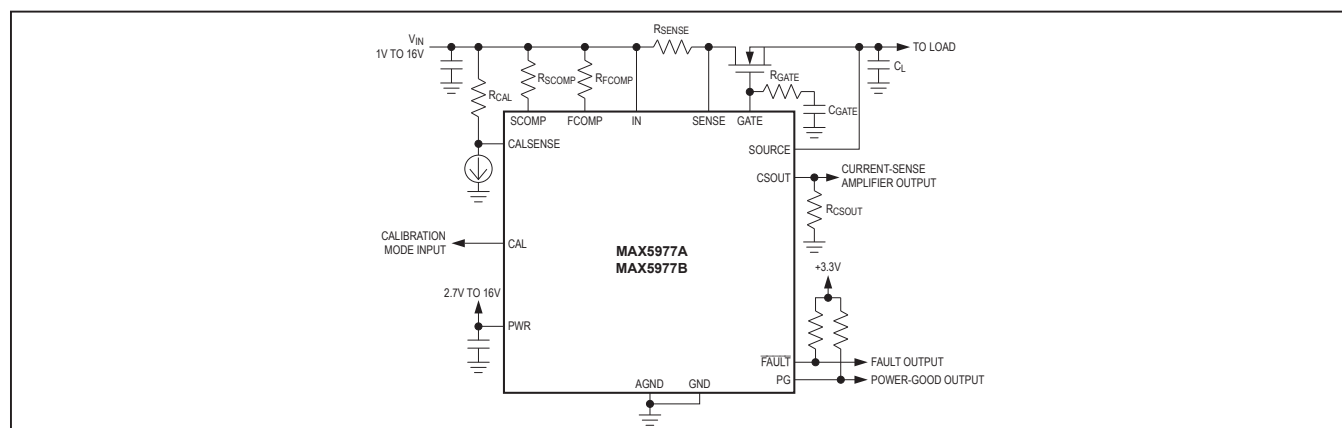 RSENSE
VIN
1V TO 16V
TO LOAD
RSCOMP
RFCOMP
RGATE
CL
RCAL
CGATE
SCOMP
FCOMP
IN
SENSE
GATE
CALSENSE
SOURCE
CSOUT
CURRENT-SENSE
AMPLIFIER OUTPUT
RCSOUT
CALIBRATION
MODE INPUT
CAL
MAX5977A
MAX5977B
+3.3V
2.7V TO 16V
PWR
FAULT
FAULT OUTPUT
PG
POWER-GOOD OUTPUT
AGND
GND